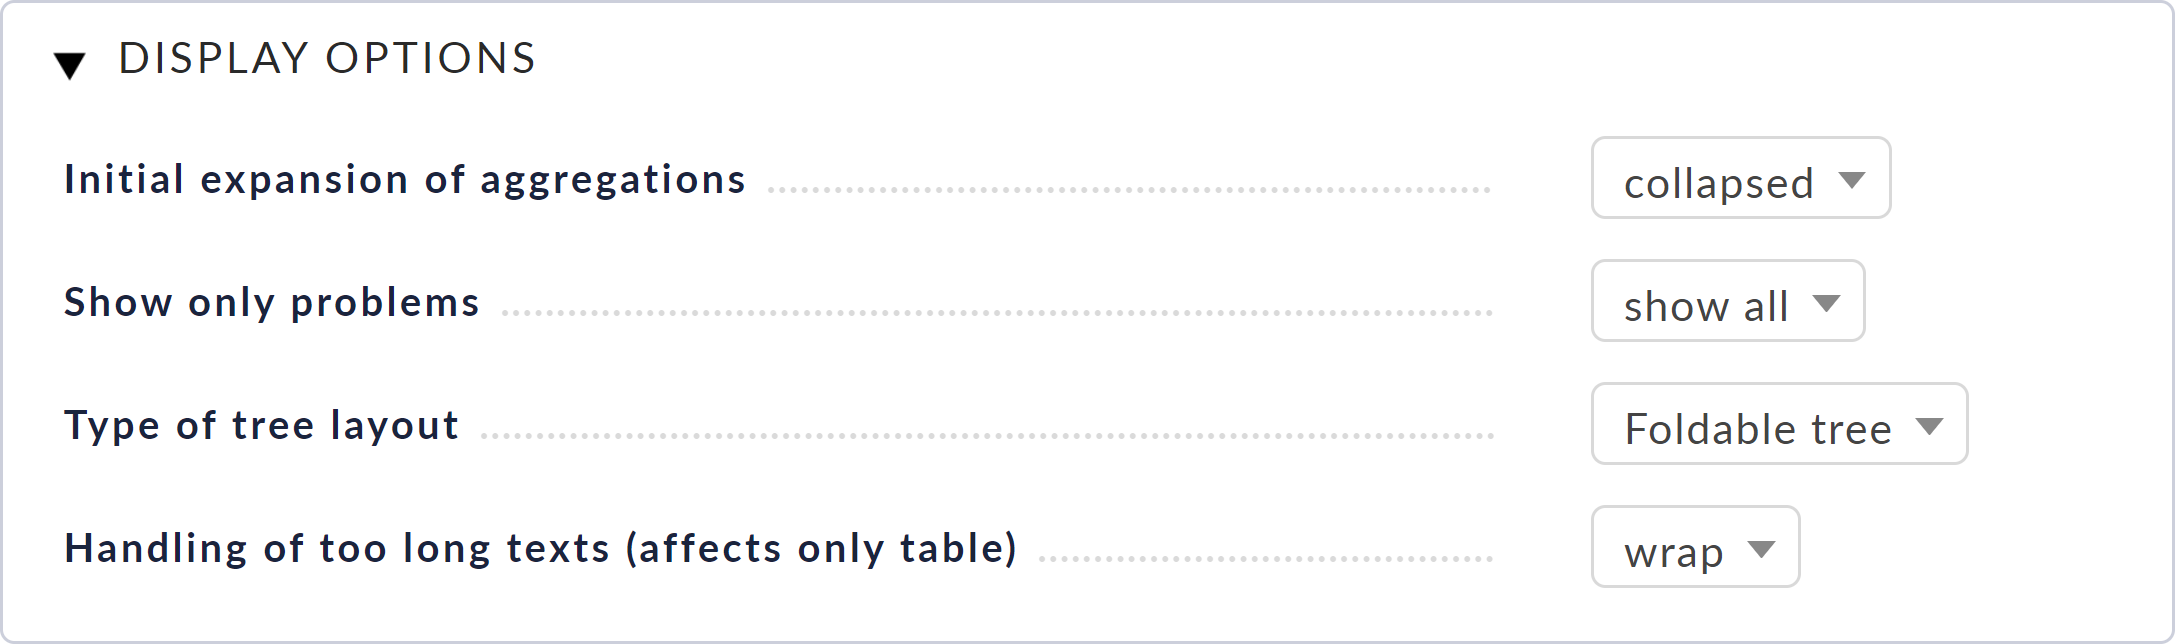 DISPLAY OPTIONS
Initial expansion of aggregations collapsed
Show only problems show all
Type of tree layout Foldable tree
Handling of too long texts (affects only table) wrap